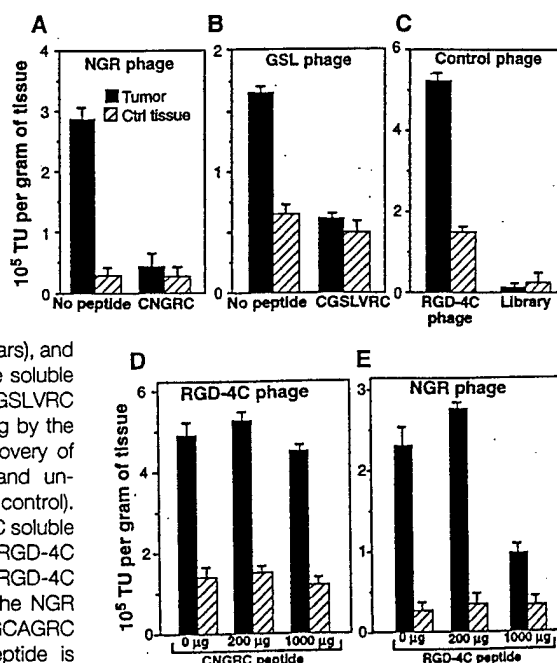 A
B
C
NGR phage
GSL phage
Control phage
Tumor
Ctrl tissue
10⁵ TU per gram of tissue
4
3
2
1
0
2
1
0
6
4
2
0
No peptide CNGRC
No peptide CGSLVRC
RGD-4C phage
Library
ars), and
e soluble
GSLVRC
g by the
overy of
and un-
control).
C soluble
RGD-4C
RGD-4C
he NGR
GCAGRC
eptide is
D
E
RGD-4C phage
NGR phage
10⁵ TU per gram of tissue
6
4
2
0
3
2
1
0
0 µg 200 µg 1000 µg
CNGRC peptide
0 µg 200 µg 1000 µg
RGD-4C peptide